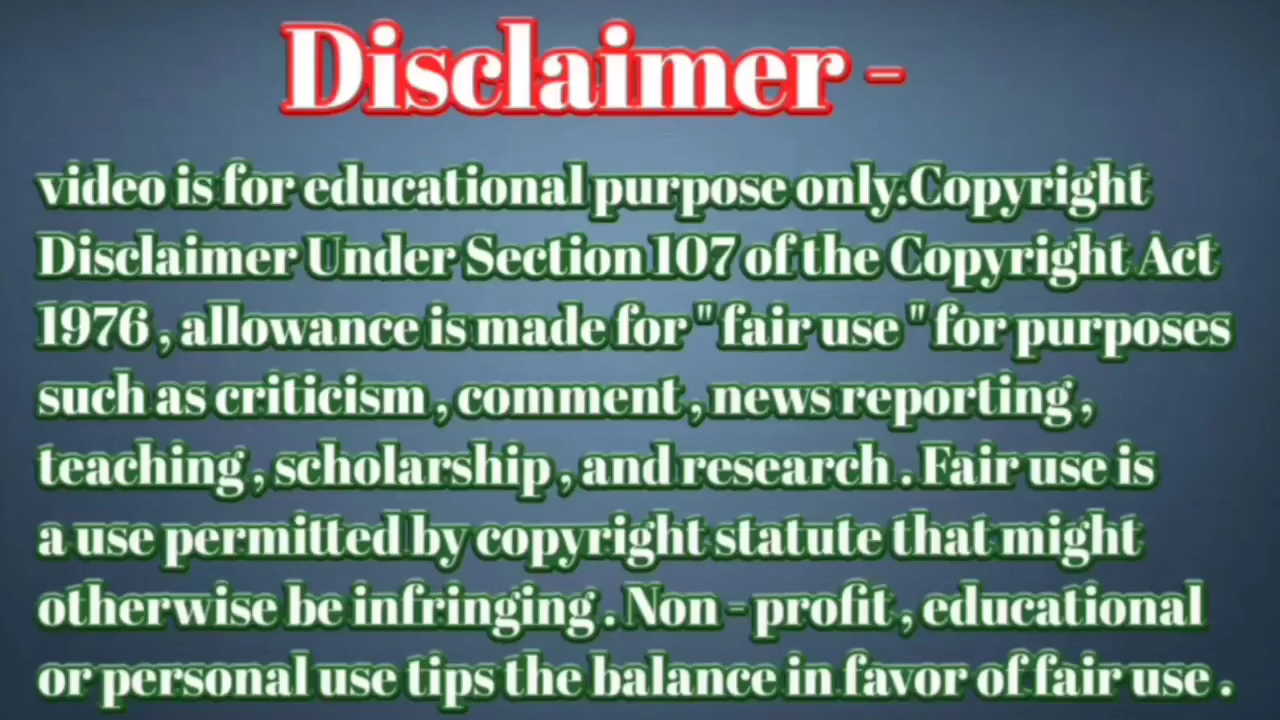 Disclaimer -
video is for educational purpose only.Copyright
Disclaimer Under Section 107 of the Copyright Act
1976 , allowance is made for " fair use " for purposes
such as criticism , comment , news reporting ,
teaching , scholarship , and research . Fair use is
a use permitted by copyright statute that might
otherwise be infringing . Non - profit , educational
or personal use tips the balance in favor of fair use .